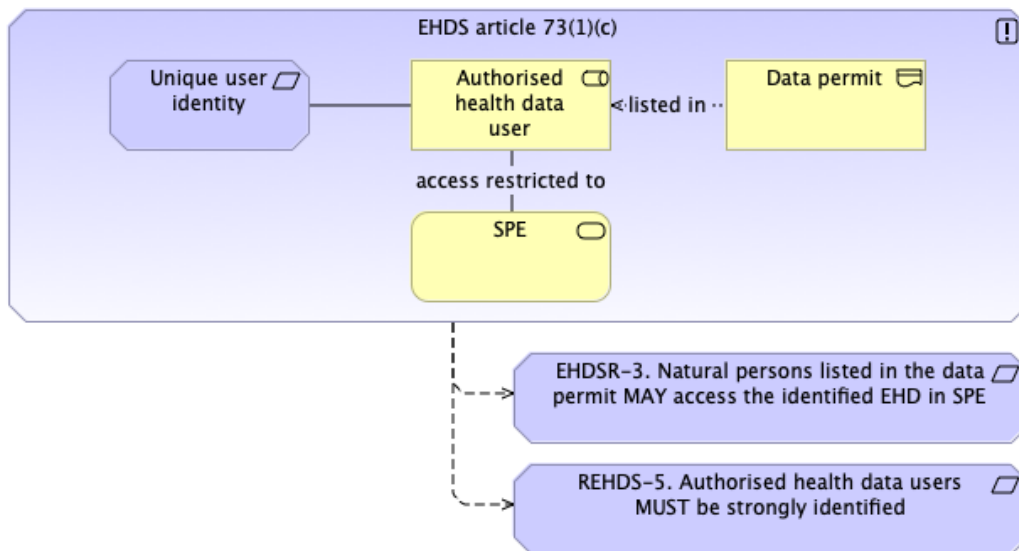 EHDS article 73(1)(c)
Unique user
identity
Authorised
health data
user
listed in
Data permit
access restricted to
SPE
EHDSR-3. Natural persons listed in the data
permit MAY access the identified EHD in SPE
REHDS-5. Authorised health data users
MUST be strongly identified